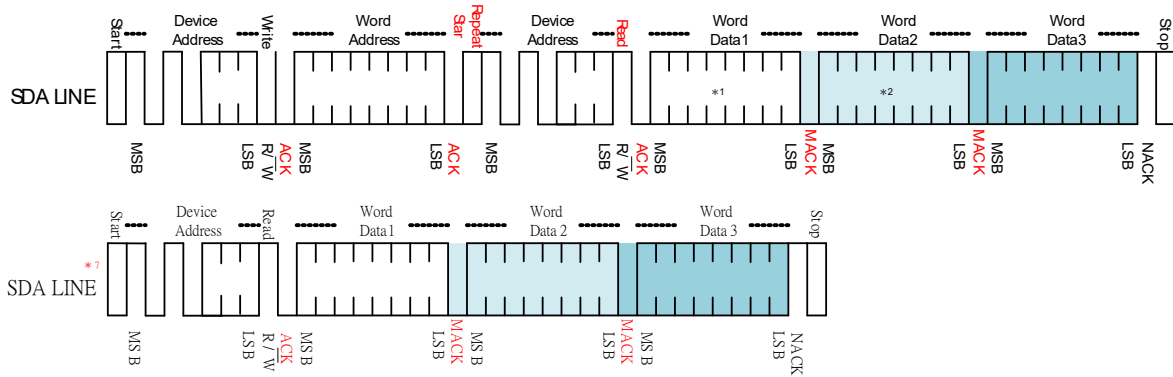 Start Device Address Write Word Address Repeat Star Device Address Read Word Data1 Word Data2 Word Data3 Stop
SDA LINE *1 *2
MSB LSB R/W ACK MSB LSB ACK MSB LSB R/W ACK MSB LSB MACK MSB LSB MACK MSB LSB NACK
Start Device Address Read Word Data1 Word Data 2 Word Data 3 Stop
*7
SDA LINE
MSB LSB R/W ACK MSB LSB MACK MSB LSB MACK MSB LSB NACK